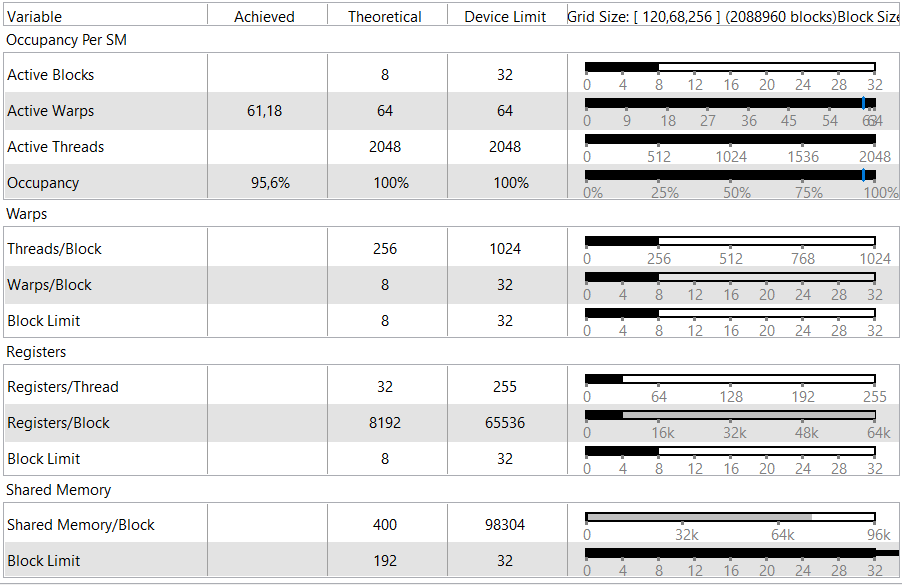 Variable Achieved Theoretical Device Limit Grid Size: [ 120,68,256 ] (2088960 blocks)Block Size
Occupancy Per SM
Active Blocks 8 32
0 4 8 12 16 20 24 28 32
Active Warps 61,18 64 64
0 9 18 27 36 45 54 63 64
Active Threads 2048 2048
0 512 1024 1536 2048
Occupancy 95,6% 100% 100%
0% 25% 50% 75% 100%
Warps
Threads/Block 256 1024
0 256 512 768 1024
Warps/Block 8 32
0 4 8 12 16 20 24 28 32
Block Limit 8 32
0 4 8 12 16 20 24 28 32
Registers
Registers/Thread 32 255
0 64 128 192 255
Registers/Block 8192 65536
0 16k 32k 48k 64k
Block Limit 8 32
0 4 8 12 16 20 24 28 32
Shared Memory
Shared Memory/Block 400 98304
0 32k 64k 96k
Block Limit 192 32
0 4 8 12 16 20 24 28 32